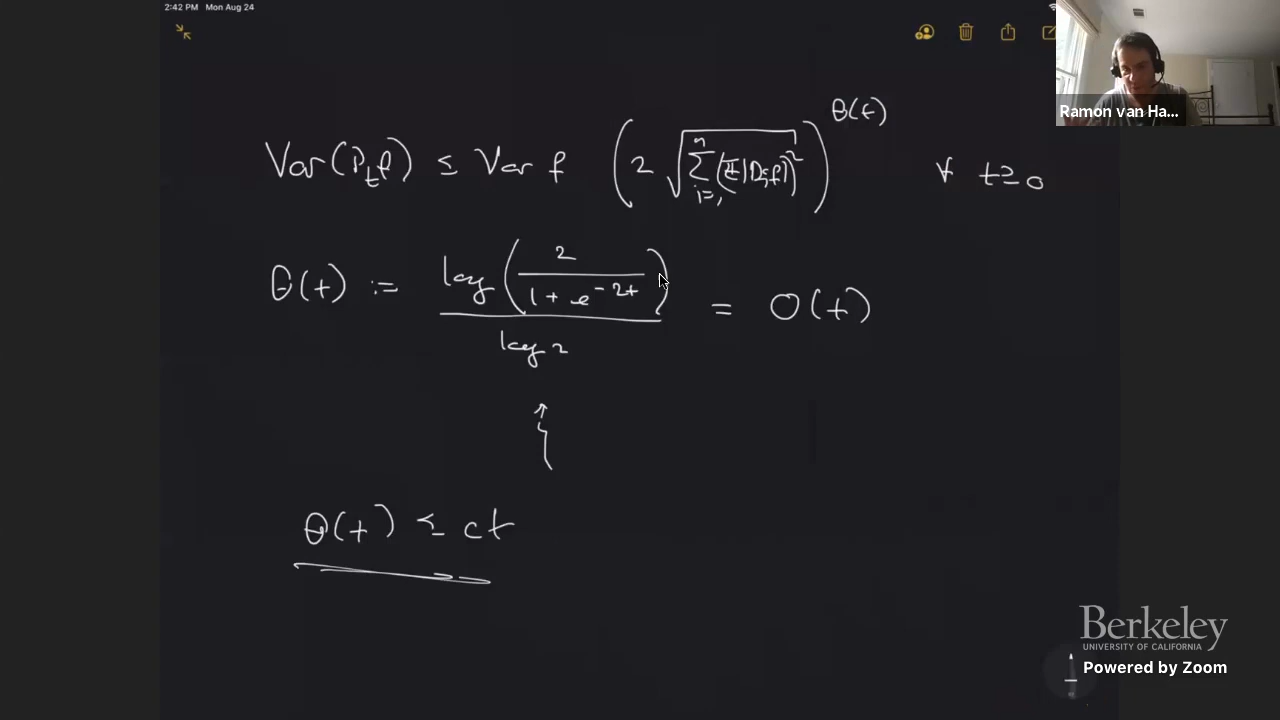 2:42 PM Mon Aug 24
Ramon van Ha...
Var(P_t f) ≤ Var f (2 √(∑_{i=1}^{n} (E|D_i f|)^2))^{θ(t)} ∀ t ≥ 0
θ(t) := log(2 / (1 + e^{-2t})) / log 2 = O(t)
θ(t) ≤ ct
Berkeley
UNIVERSITY OF CALIFORNIA
Powered by Zoom